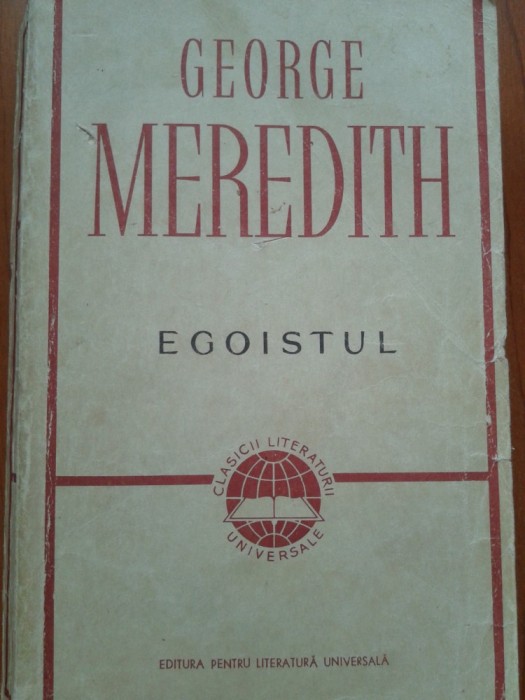 GEORGE
MEREDITH
EGOISTUL
CLASICII LITERATURII
UNIVERSALE
EDITURA PENTRU LITERATURĂ UNIVERSALĂ